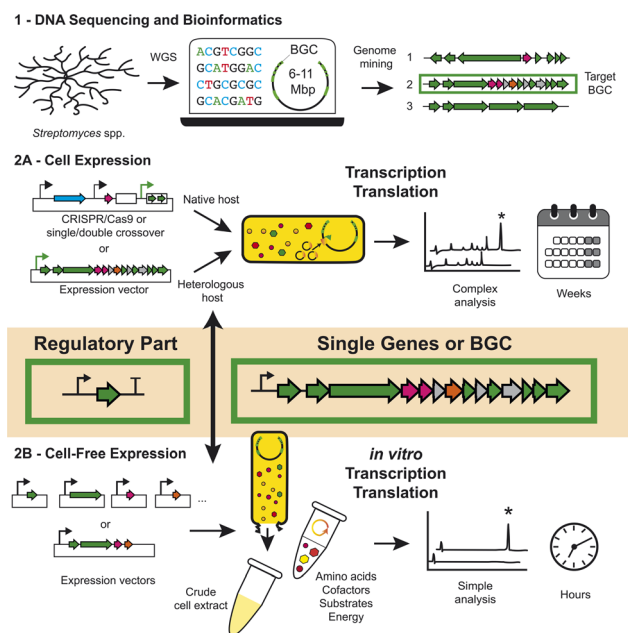 1 - DNA Sequencing and Bioinformatics
WGS
ACGTCGGC
GCATGGAC
CTGCGCGC
GCACGATG
BGC
6-11
Mbp
Genome
mining
1
2
3
Target
BGC
Streptomyces spp.
2A - Cell Expression
CRISPR/Cas9 or
single/double crossover
or
Expression vector
Native host
Heterologous
host
Transcription
Translation
*
Complex
analysis
Weeks
Regulatory Part
Single Genes or BGC
2B - Cell-Free Expression
...
or
Expression vectors
Crude
cell extract
in vitro
Transcription
Translation
Amino acids
Cofactors
Substrates
Energy
*
Simple
analysis
Hours